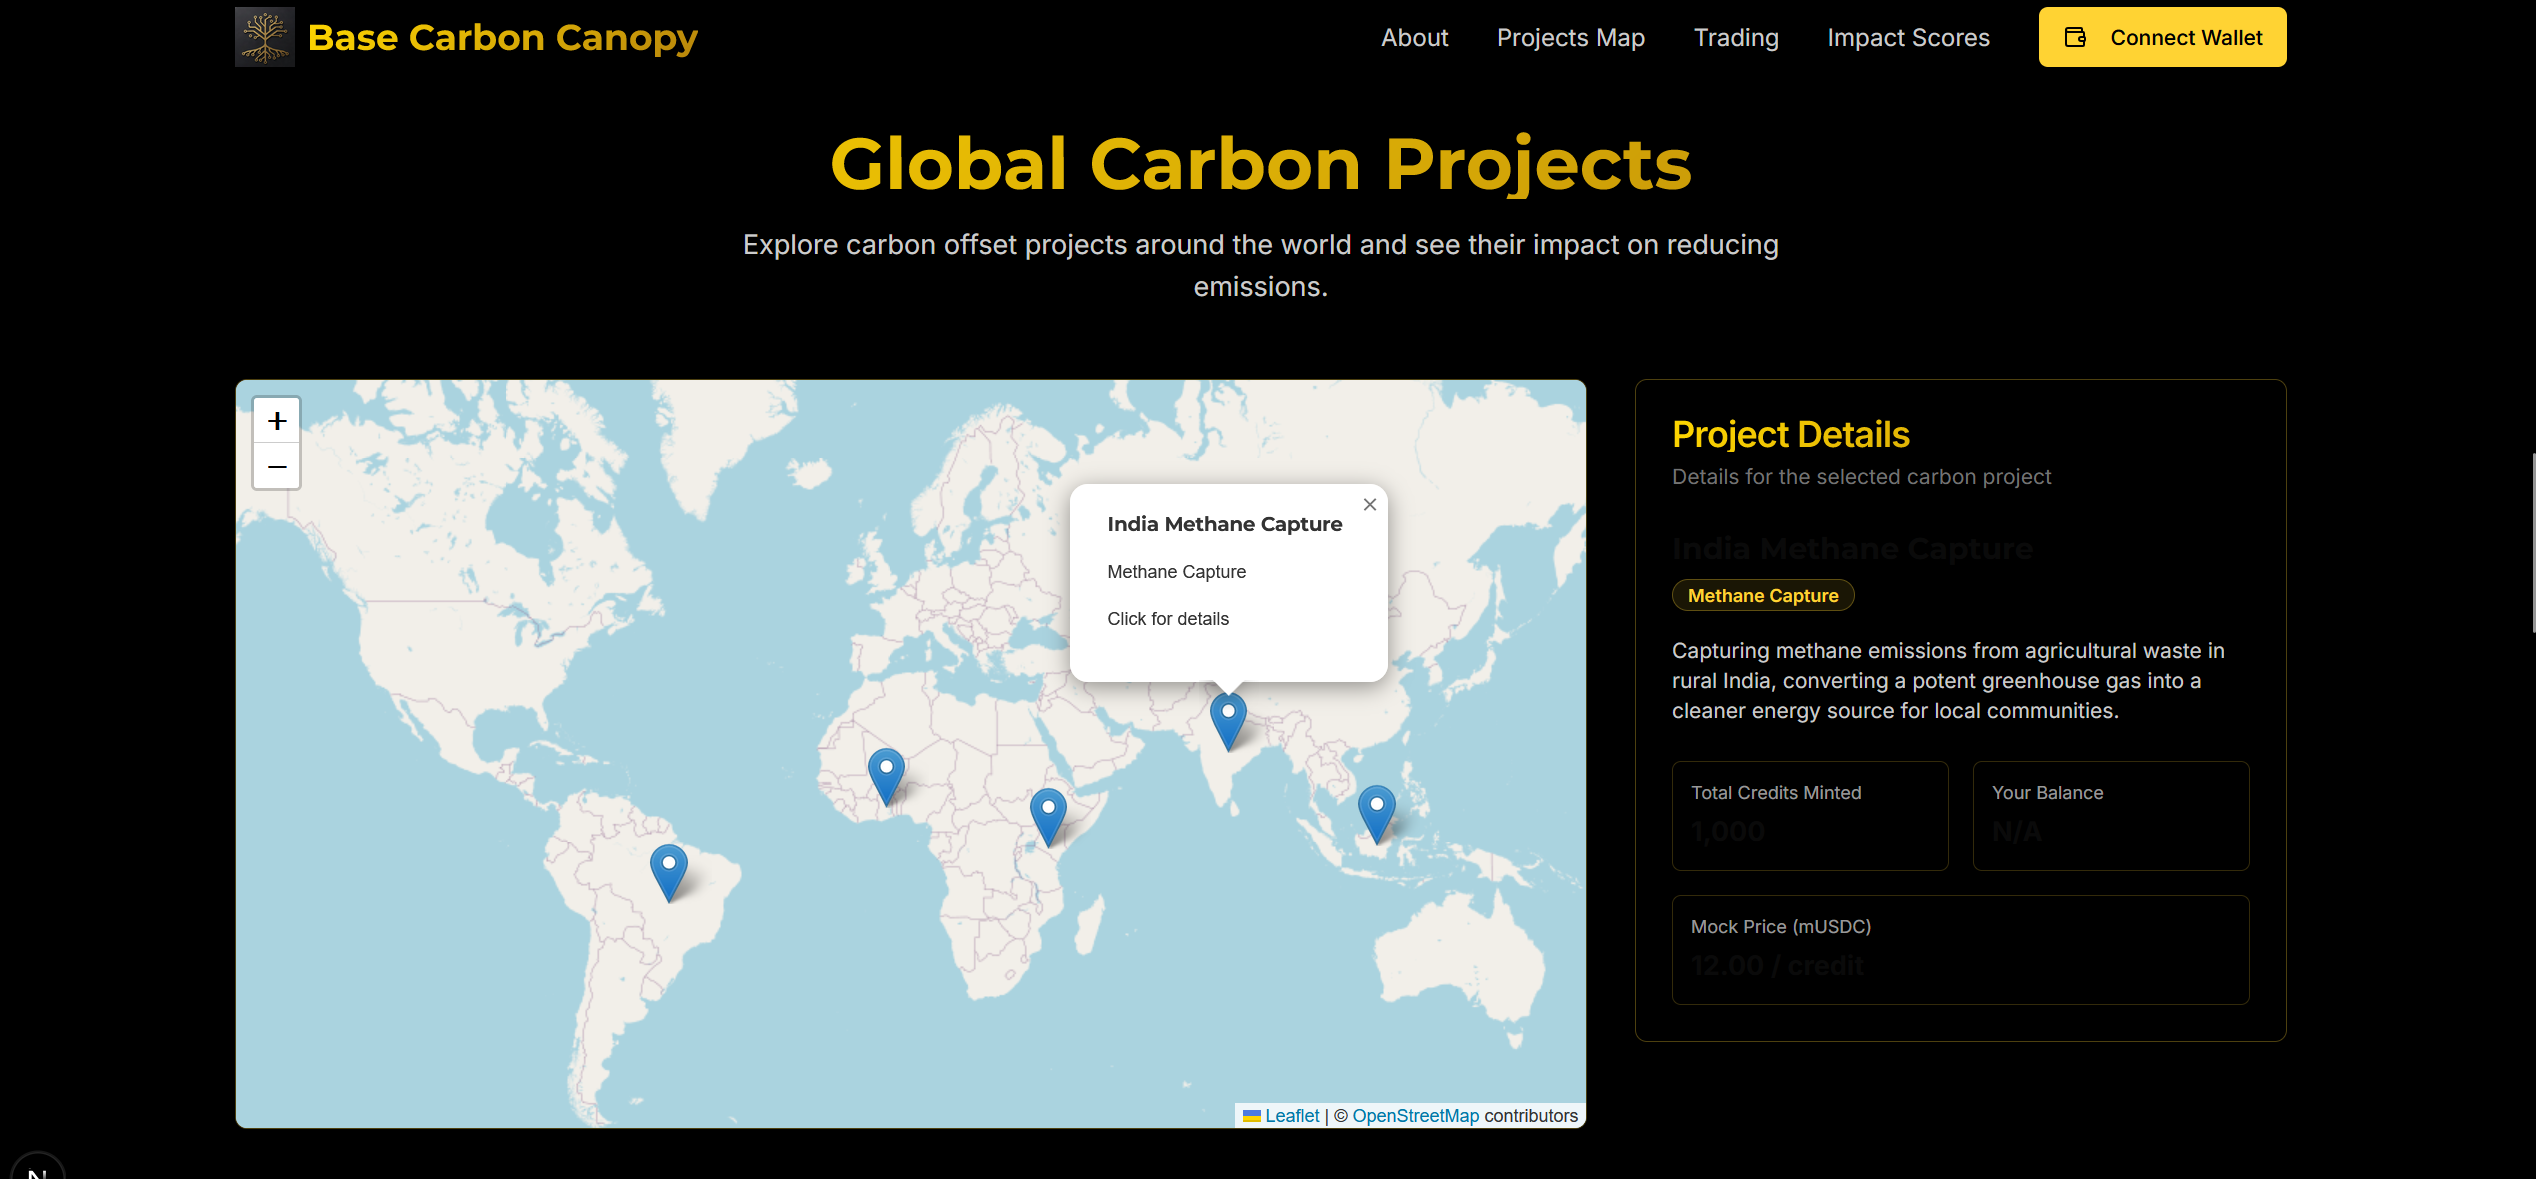 Base Carbon Canopy
About
Projects Map
Trading
Impact Scores
Connect Wallet
Global Carbon Projects
Explore carbon offset projects around the world and see their impact on reducing
emissions.
+
−
India Methane Capture
Methane Capture
Click for details
Leaflet | © OpenStreetMap contributors
Project Details
Details for the selected carbon project
India Methane Capture
Methane Capture
Capturing methane emissions from agricultural waste in
rural India, converting a potent greenhouse gas into a
cleaner energy source for local communities.
Total Credits Minted
1,000
Your Balance
N/A
Mock Price (mUSDC)
12.00 / credit
N